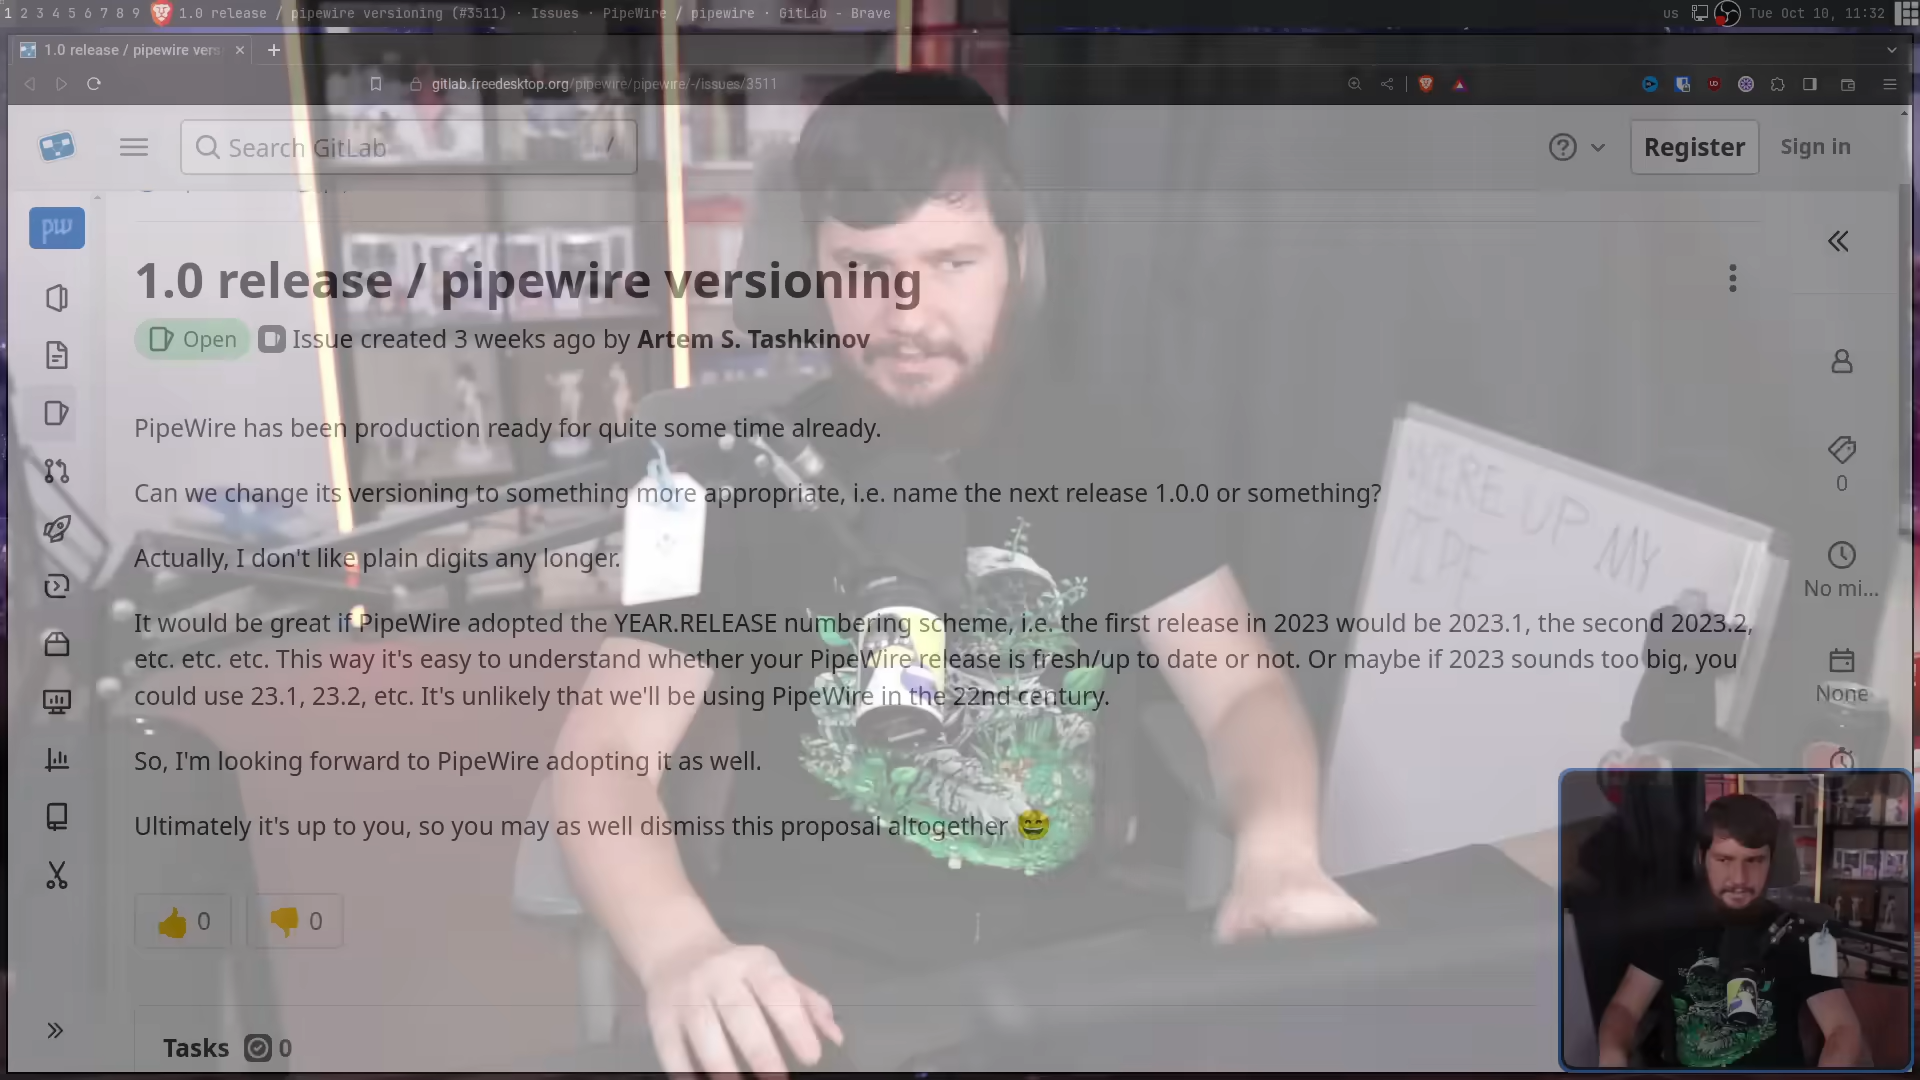 1 2 3 4 5 6 7 8 9 1.0 release / pipewire versioning (#3511) · Issues · PipeWire / pipewire · GitLab - Brave
us Tue Oct 10, 11:32
1.0 release / pipewire vers
gitlab.freedesktop.org/pipewire/pipewire/-/issues/3511
Search GitLab /
Register
Sign in
pw
1.0 release / pipewire versioning
Open Issue created 3 weeks ago by Artem S. Tashkinov
PipeWire has been production ready for quite some time already.
Can we change its versioning to something more appropriate, i.e. name the next release 1.0.0 or something?
0
Actually, I don't like plain digits any longer.
No mi...
It would be great if PipeWire adopted the YEAR.RELEASE numbering scheme, i.e. the first release in 2023 would be 2023.1, the second 2023.2,
etc. etc. etc. This way it's easy to understand whether your PipeWire release is fresh/up to date or not. Or maybe if 2023 sounds too big, you
could use 23.1, 23.2, etc. It's unlikely that we'll be using PipeWire in the 22nd century.
None
So, I'm looking forward to PipeWire adopting it as well.
Ultimately it's up to you, so you may as well dismiss this proposal altogether 😄
👍 0 👎 0
Tasks 0
WIRE UP MY
PIPE